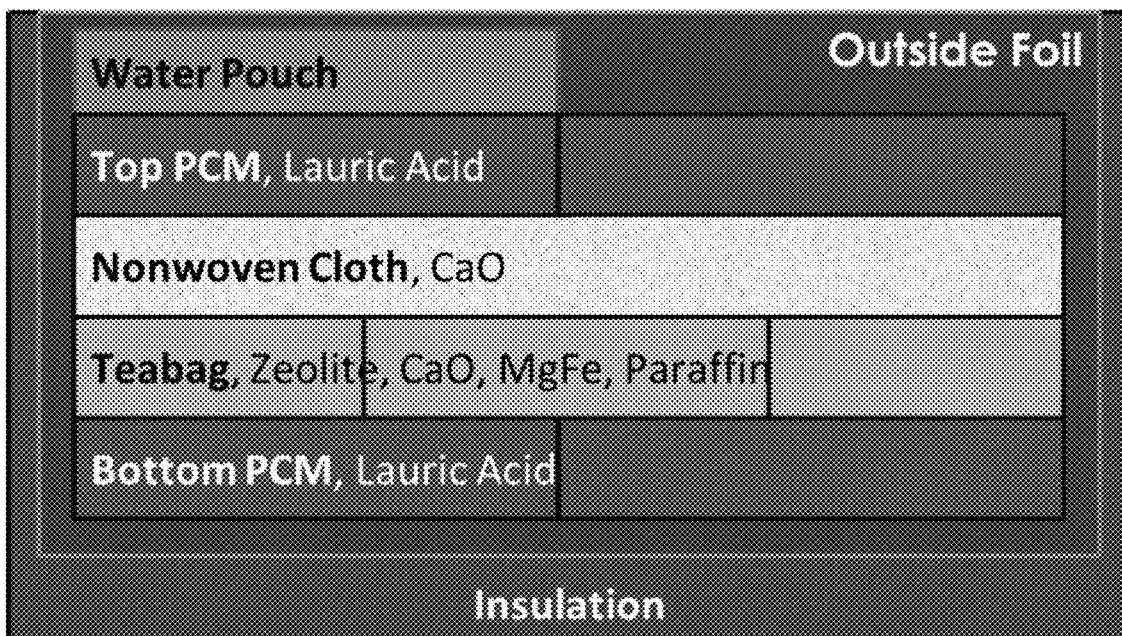 Outside Foil
Water Pouch
Top PCM, Lauric Acid
Nonwoven Cloth, CaO
Teabag, Zeolite, CaO, MgFe, Paraffin
Bottom PCM, Lauric Acid
Insulation